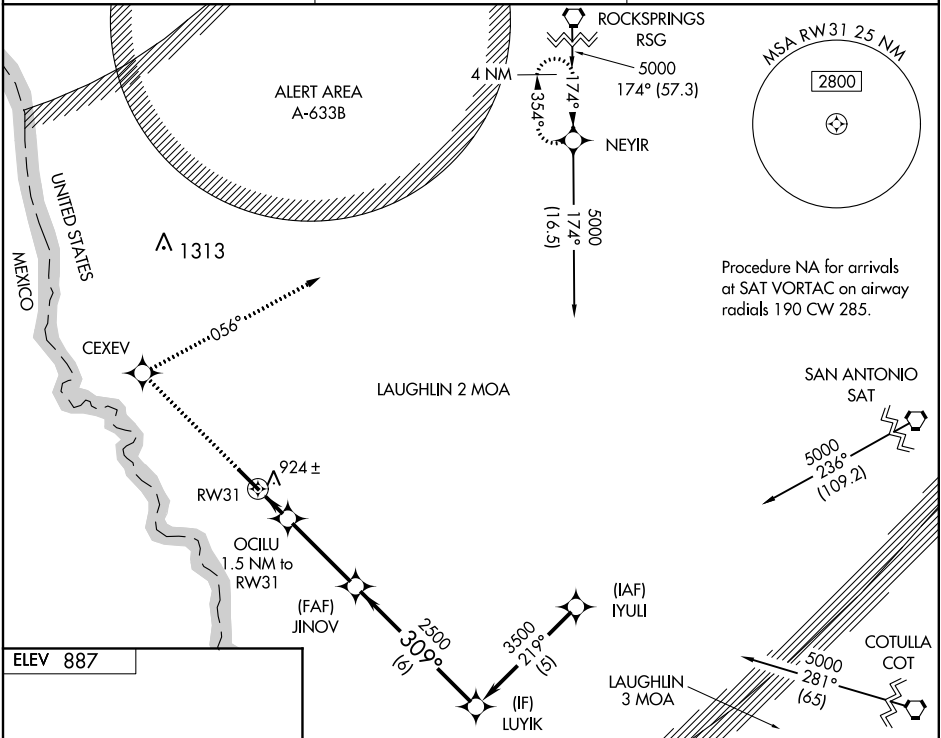 ROCKSPRINGS
RSG
5000
174° (57.3)
4 NM
174°
354°
NEYIR
5000
174°
(16.5)
MSA RW31 25 NM
2800
ALERT AREA
A-633B
UNITED STATES
MEXICO
1313
Procedure NA for arrivals
at SAT VORTAC on airway
radials 190 CW 285.
056°
CEXEV
LAUGHLIN 2 MOA
SAN ANTONIO
SAT
5000
236°
(109.2)
924 ±
RW31
OCILU
1.5 NM to
RW31
(FAF)
JINOV
(IAF)
IYULI
2500
309°
(6)
3500
219°
(5)
(IF)
LUYIK
LAUGHLIN
3 MOA
COTULLA
COT
5000
281°
(65)
ELEV 887